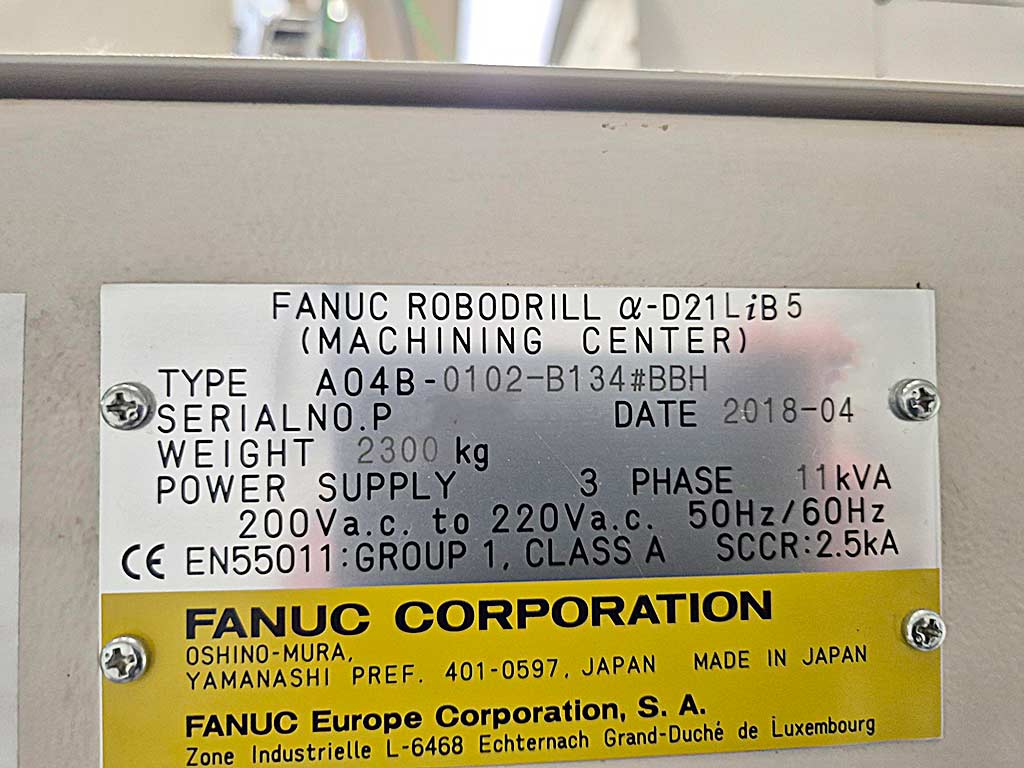 FANUC ROBODRILL α-D21LiB5
(MACHINING CENTER)
TYPE A04B-0102-B134#BBH
SERIALNO.P DATE 2018-04
WEIGHT 2300 kg
POWER SUPPLY 3 PHASE 11kVA
200Va.c. to 220Va.c. 50Hz/60Hz
CE EN55011:GROUP 1, CLASS A SCCR:2.5kA
FANUC CORPORATION
OSHINO-MURA,
YAMANASHI PREF. 401-0597, JAPAN MADE IN JAPAN
FANUC Europe Corporation, S. A.
Zone Industrielle L-6468 Echternach Grand-Duché de Luxembourg